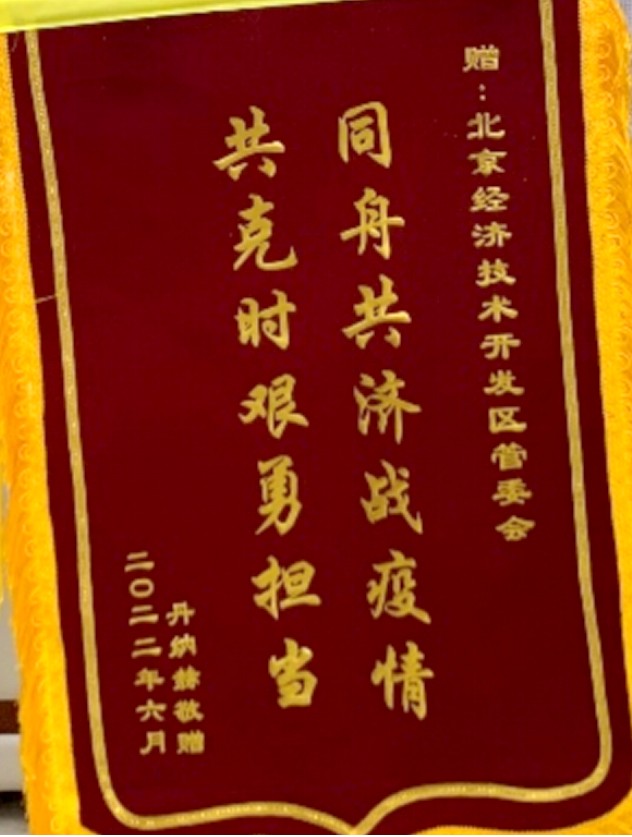 赠：北京经济技术开发区管委会
同舟共济战疫情
共克时艰勇担当
丹纳赫敬赠
二〇二二年六月